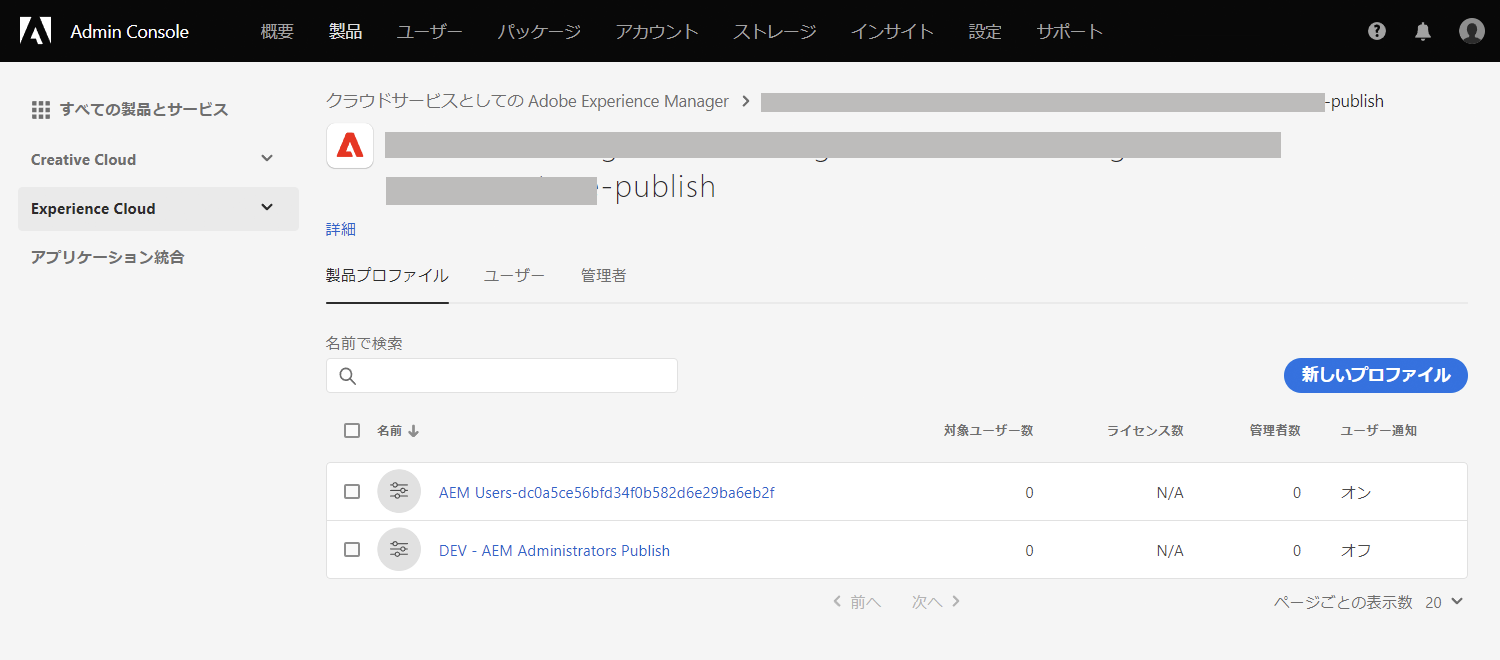 Admin Console 概要 製品 ユーザー パッケージ アカウント ストレージ インサイト 設定 サポート
すべての製品とサービス
Creative Cloud
Experience Cloud
アプリケーション統合
クラウドサービスとしての Adobe Experience Manager > -publish
-publish
詳細
製品プロファイル ユーザー 管理者
名前で検索
新しいプロファイル
名前 ↓ 対象ユーザー数 ライセンス数 管理者数 ユーザー通知
AEM Users-dc0a5ce56bfd34f0b582d6e29ba6eb2f 0 N/A 0 オン
DEV - AEM Administrators Publish 0 N/A 0 オフ
< 前へ 次へ > ページごとの表示数 20